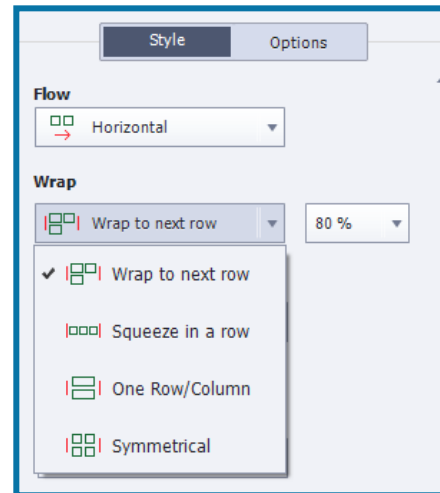 Style Options
Flow
Horizontal
Wrap
Wrap to next row 80 %
Wrap to next row
Squeeze in a row
One Row/Column
Symmetrical